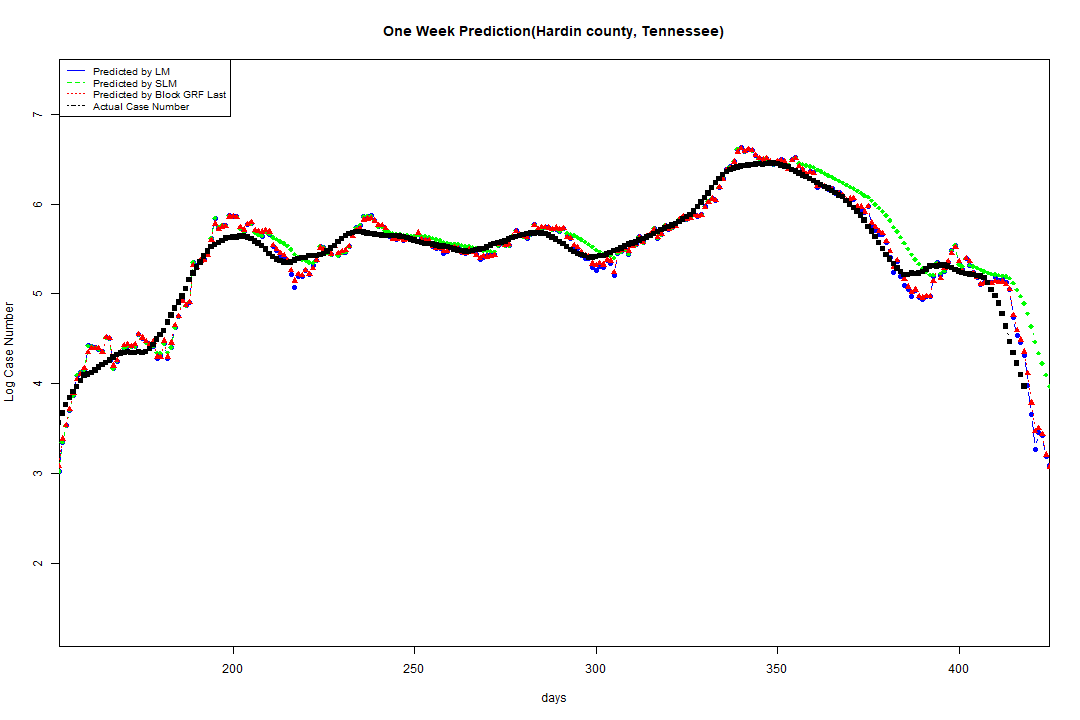 One Week Prediction(Hardin county, Tennessee)
Predicted by LM
Predicted by SLM
Predicted by Block GRF Last
Actual Case Number
7
6
5
4
3
2
Log Case Number
200 250 300 350 400
days